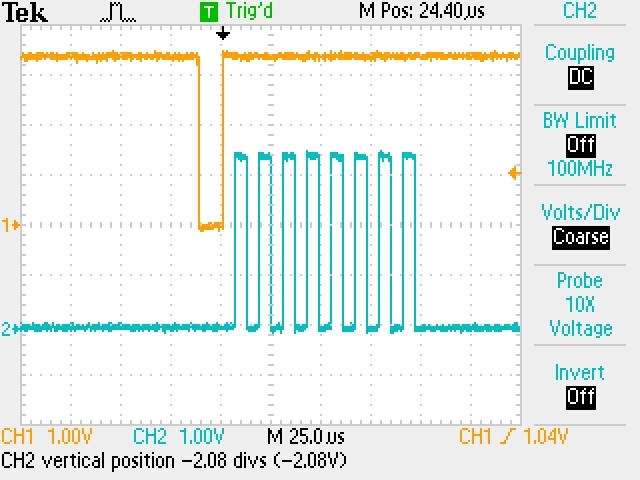 Tek T Trig'd M Pos: 24.40µs CH2
Coupling
DC
BW Limit
Off
100MHz
Volts/Div
Coarse
Probe
10X
Voltage
Invert
Off
1
2
CH1 1.00V CH2 1.00V M 25.0µs CH1 1.04V
CH2 vertical position -2.08 divs (-2.08V)